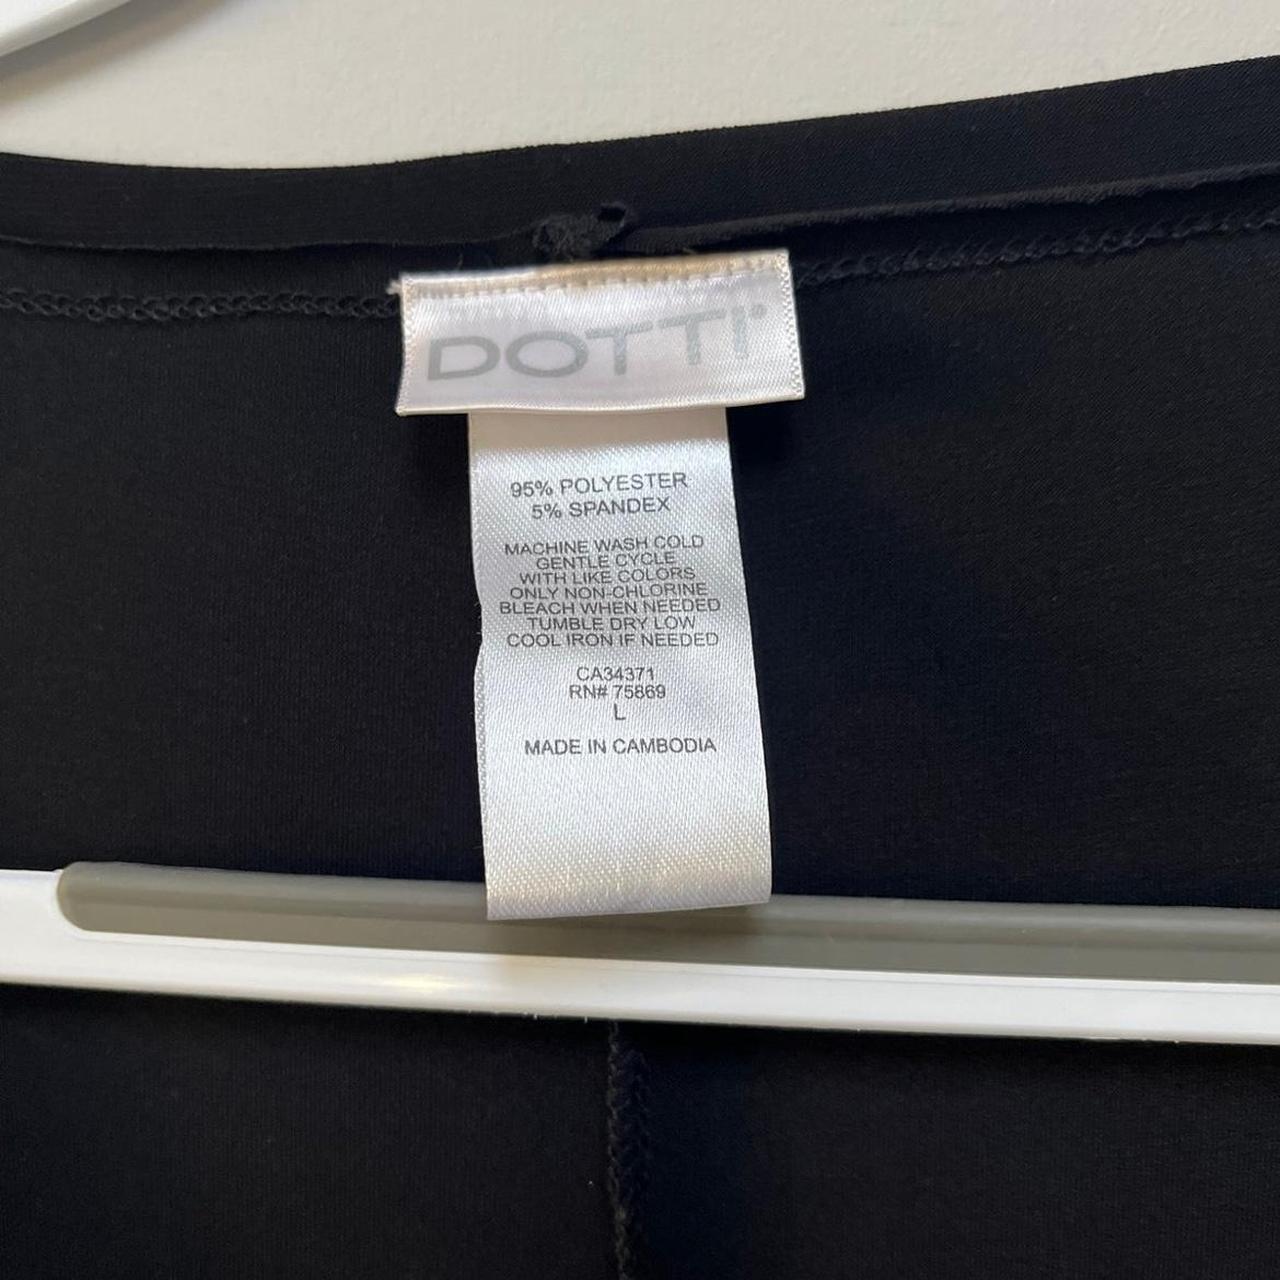 DOTTI®
95% POLYESTER
5% SPANDEX
MACHINE WASH COLD
GENTLE CYCLE
WITH LIKE COLORS
ONLY NON-CHLORINE
BLEACH WHEN NEEDED
TUMBLE DRY LOW
COOL IRON IF NEEDED
CA34371
RN# 75869
L
MADE IN CAMBODIA